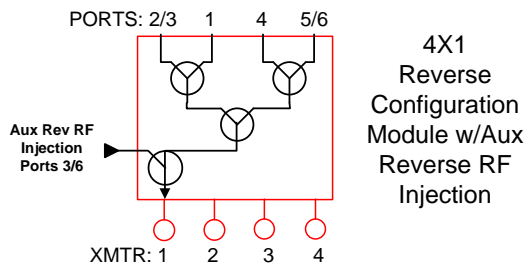 PORTS: 2/3 1 4 5/6
4X1
Reverse
Configuration
Module w/Aux
Reverse RF
Injection
Aux Rev RF
Injection
Ports 3/6
XMTR: 1 2 3 4